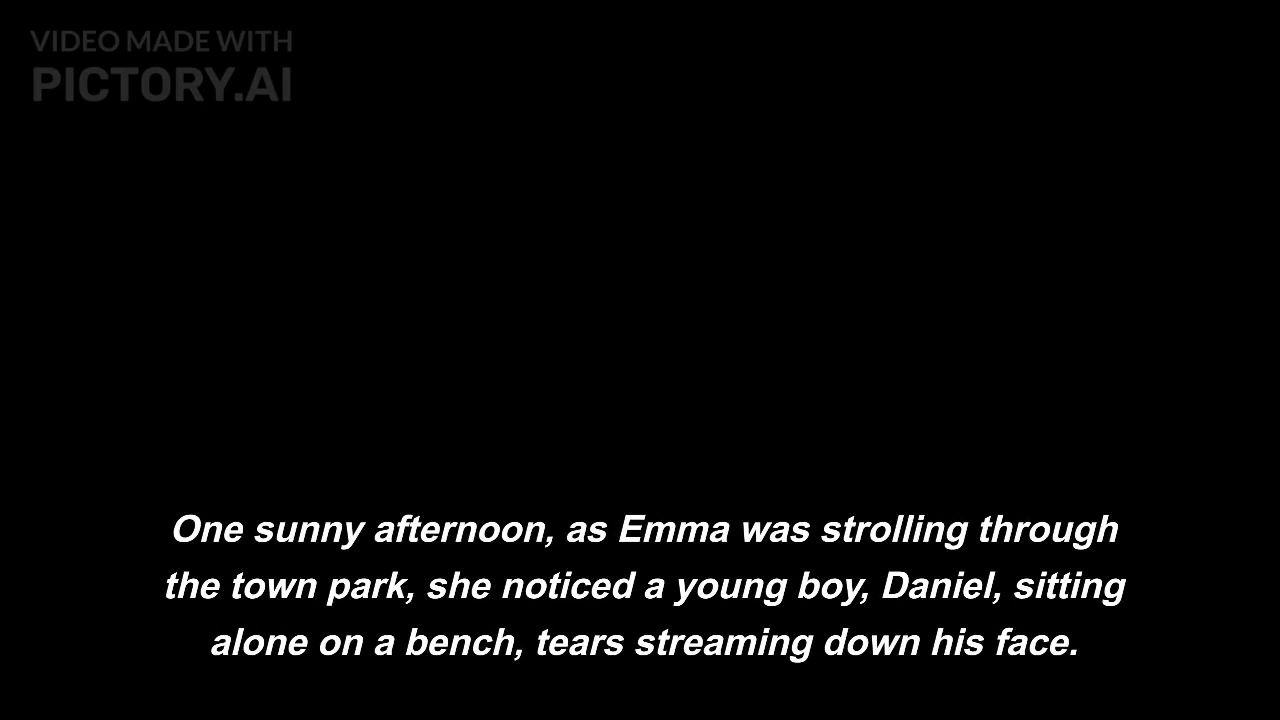 VIDEO MADE WITH
PICTORY.AI
One sunny afternoon, as Emma was strolling through
the town park, she noticed a young boy, Daniel, sitting
alone on a bench, tears streaming down his face.